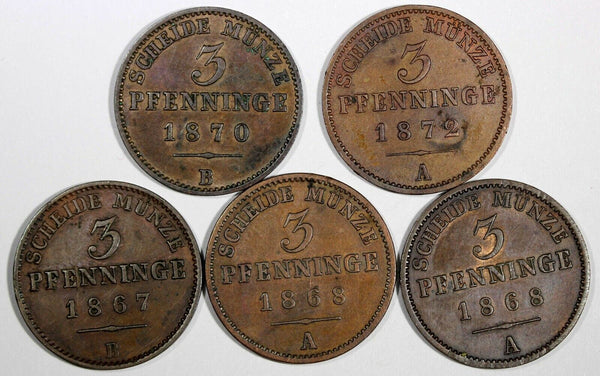 SCHEIDE MÜNZE
3
PFENNINGE
1870
B
SCHEIDE MÜNZE
3
PFENNINGE
1872
A
SCHEIDE MÜNZE
3
PFENNINGE
1867
B
SCHEIDE MÜNZE
3
PFENNINGE
1868
A
SCHEIDE MÜNZE
3
PFENNINGE
1868
A